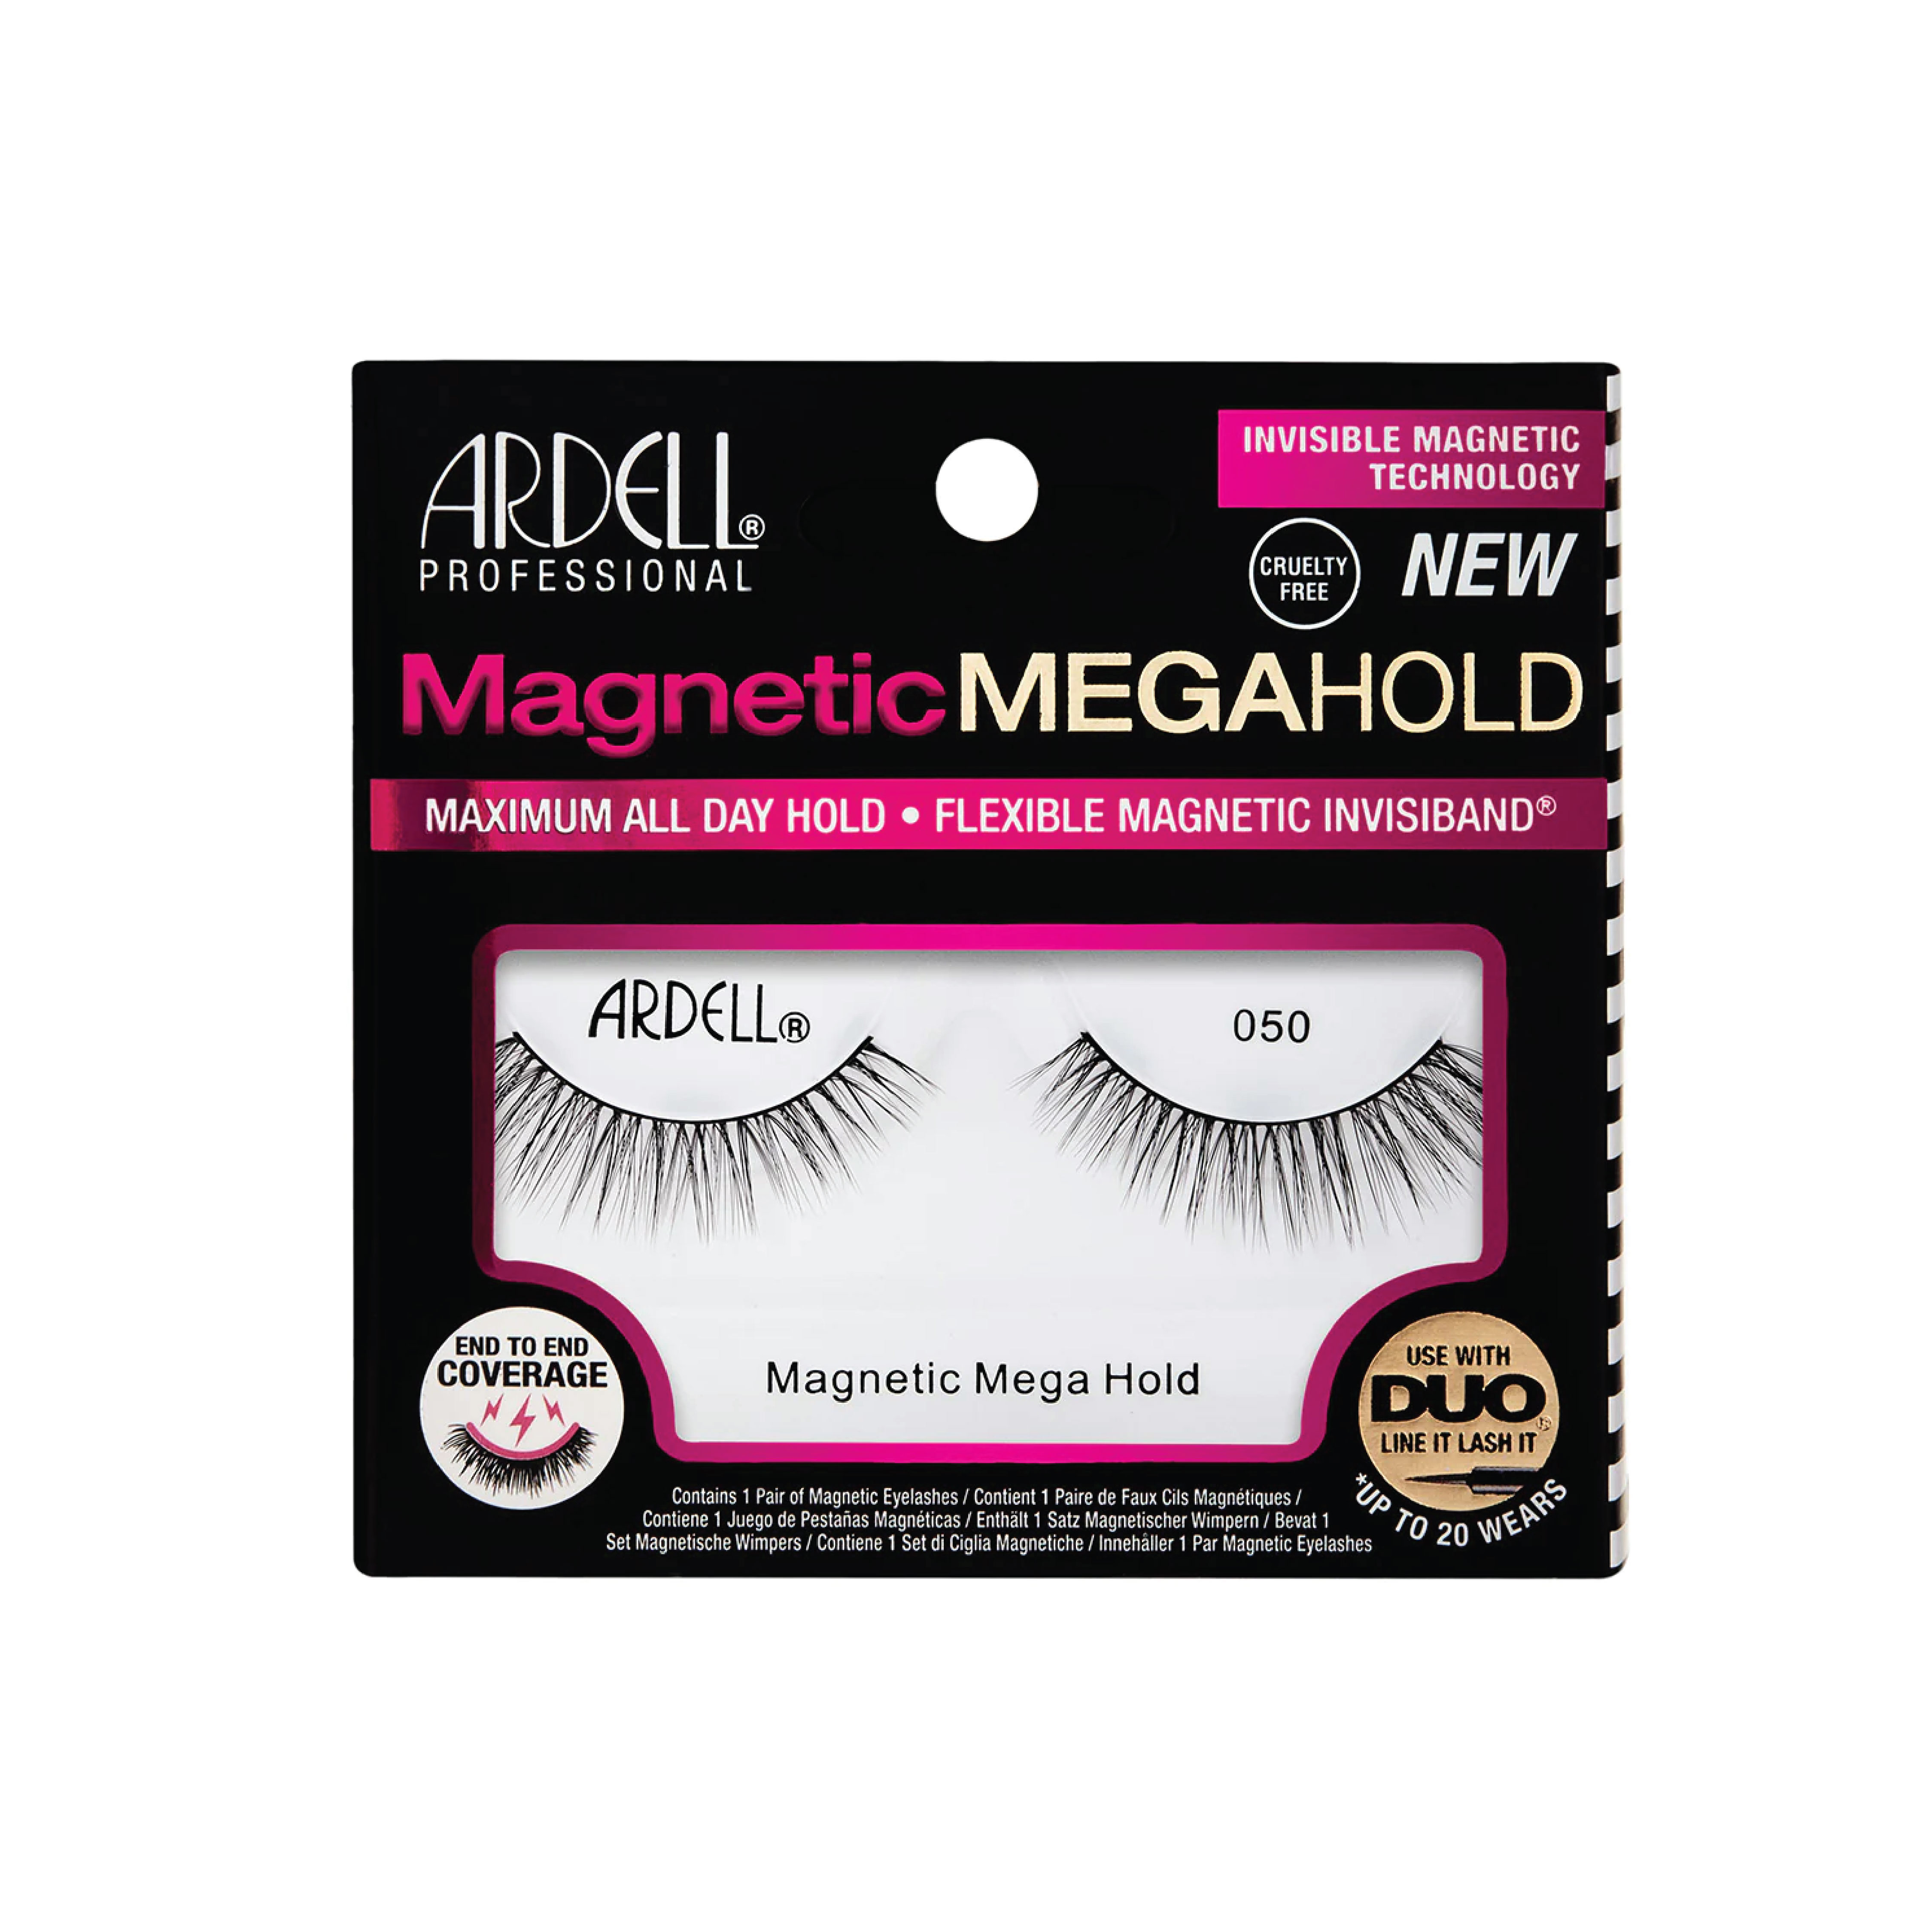 ARDELL®
PROFESSIONAL
INVISIBLE MAGNETIC
TECHNOLOGY
CRUELTY
FREE
NEW
Magnetic MEGAHOLD
MAXIMUM ALL DAY HOLD • FLEXIBLE MAGNETIC INVISIBAND®
ARDELL®
050
Magnetic Mega Hold
END TO END
COVERAGE
USE WITH
DUO®
LINE IT LASH IT
*UP TO 20 WEARS
Contains 1 Pair of Magnetic Eyelashes / Contient 1 Paire de Faux Cils Magnétiques /
Contiene 1 Juego de Pestañas Magnéticas / Enthält 1 Satz Magnetischer Wimpern / Bevat 1
Set Magnetische Wimpers / Contiene 1 Set di Ciglia Magnetiche / Innehåller 1 Par Magnetic Eyelashes